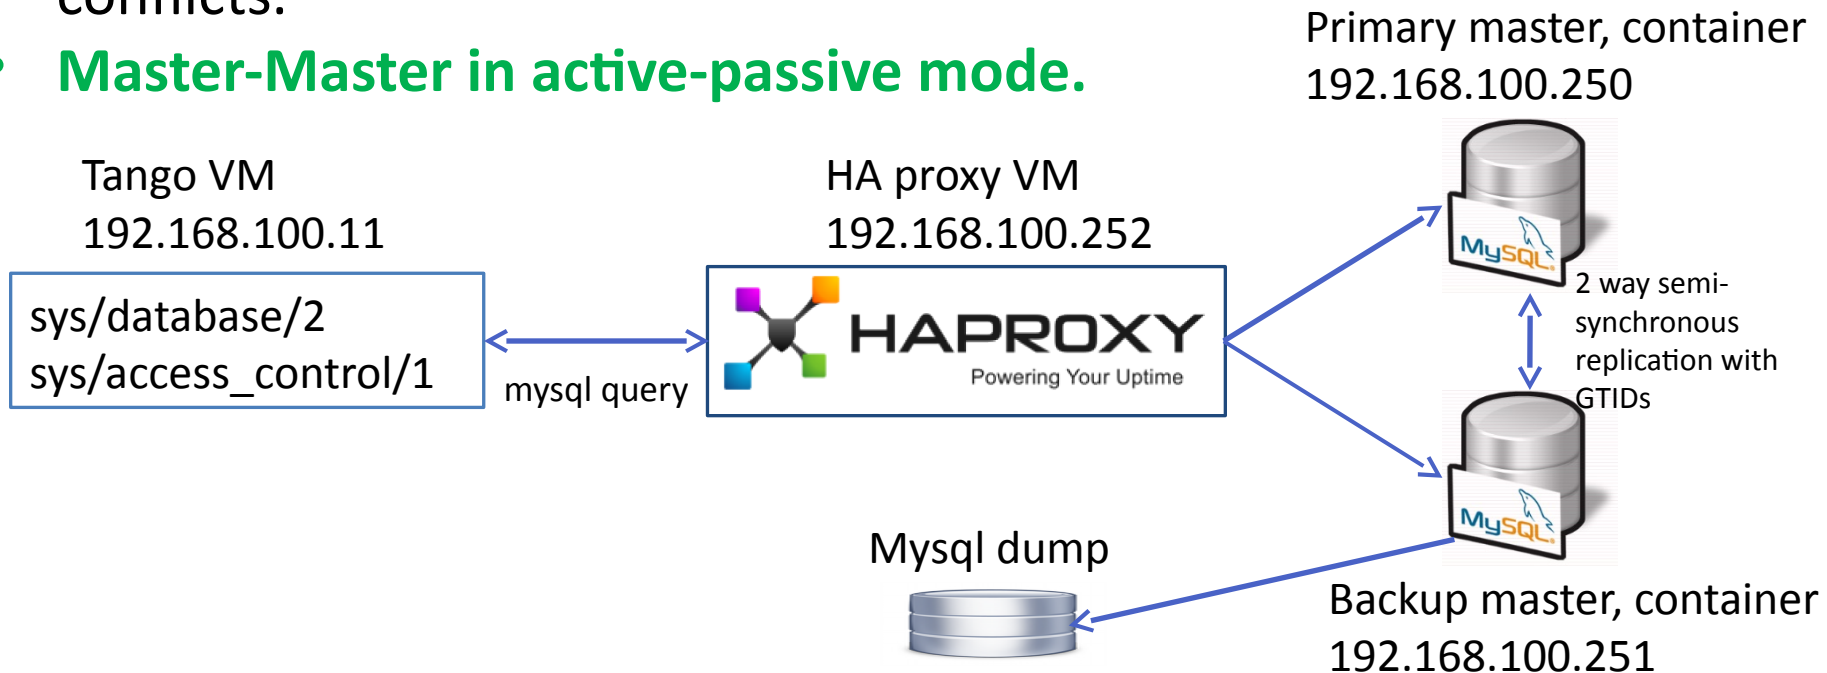 conflicts.
• Master-Master in active-passive mode.
Primary master, container
192.168.100.250
Tango VM
192.168.100.11
HA proxy VM
192.168.100.252
sys/database/2
sys/access_control/1
mysql query
HAPROXY
Powering Your Uptime
MySQL
2 way semi-
synchronous
replication with
GTIDs
MySQL
Mysql dump
Backup master, container
192.168.100.251